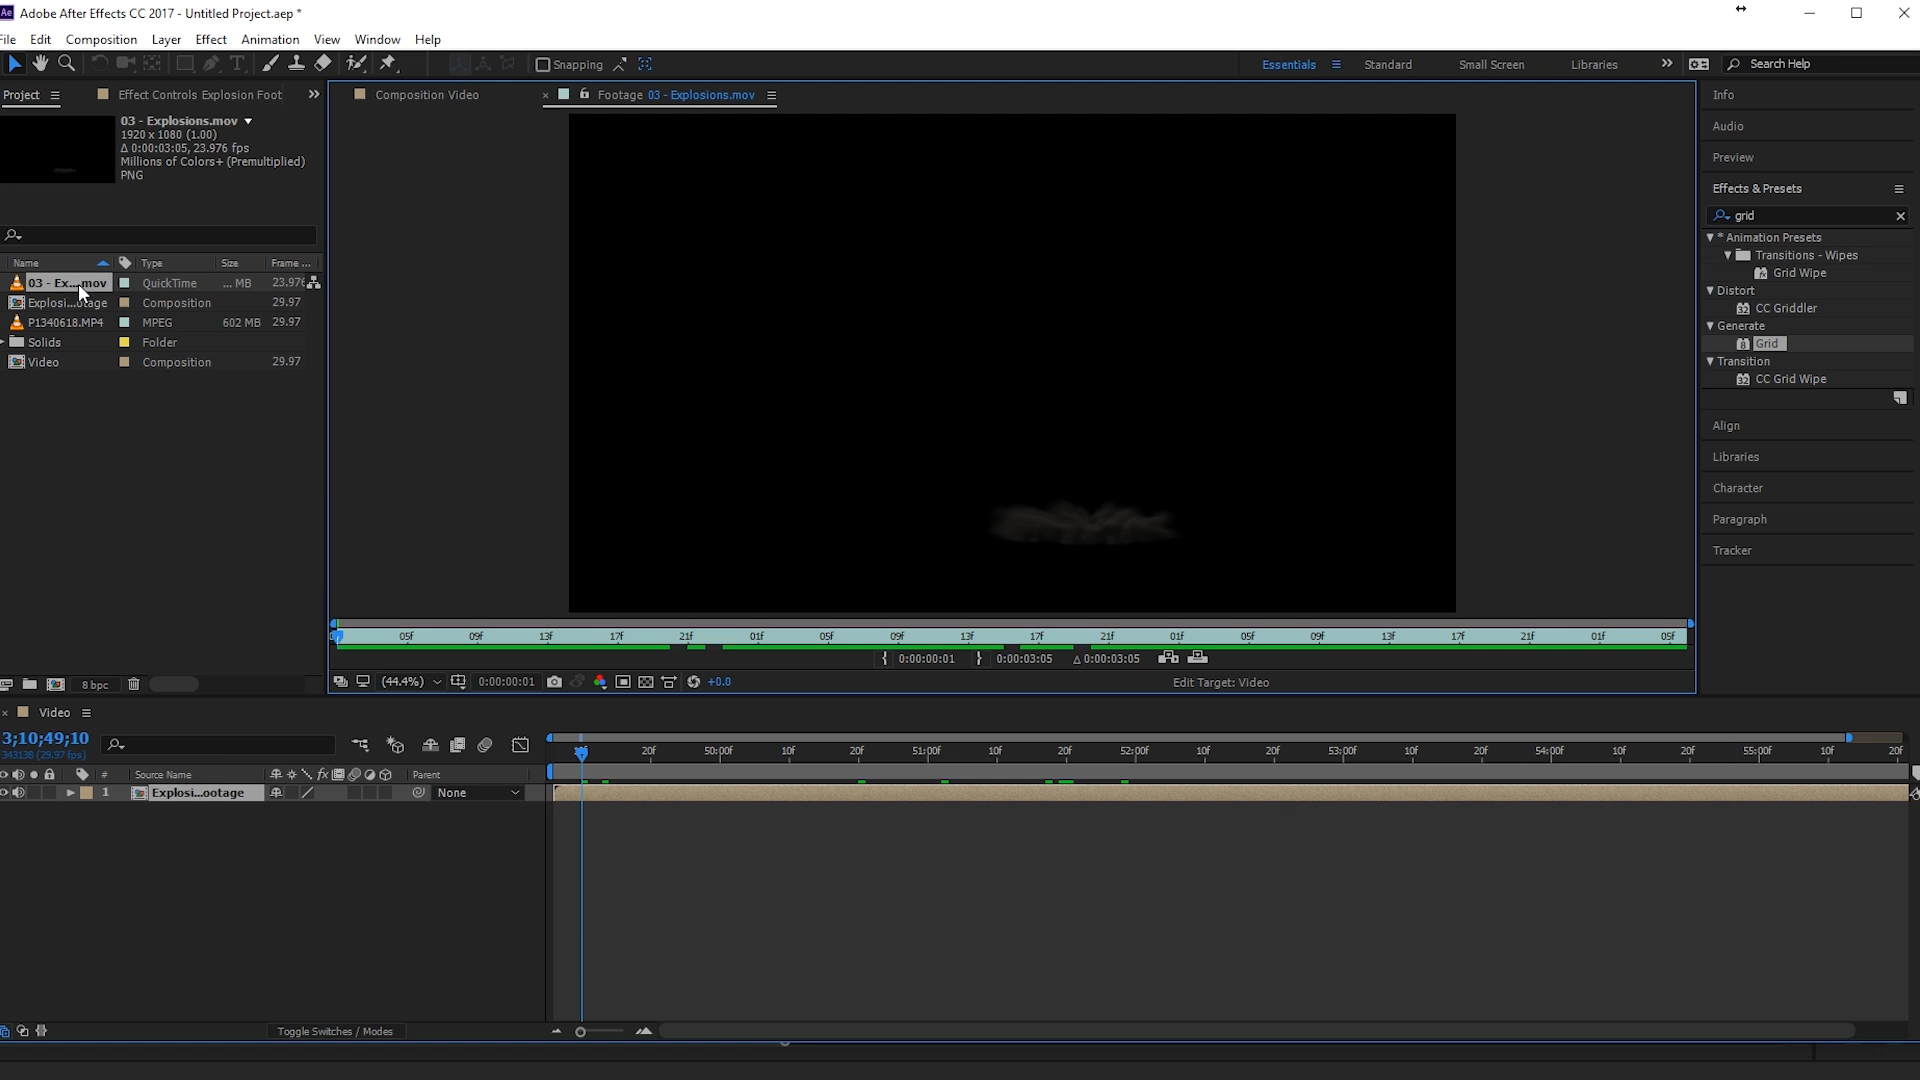 Ae Adobe After Effects CC 2017 - Untitled Project.aep *
File Edit Composition Layer Effect Animation View Window Help
Snapping Essentials Standard Small Screen Libraries Search Help
Project Effect Controls Explosion Foot Composition Video Footage 03 - Explosions.mov Info
03 - Explosions.mov
1920 x 1080 (1.00)
Δ 0:00:03:05, 23.976 fps
Millions of Colors+ (Premultiplied)
PNG
Audio
Preview
Effects & Presets
grid
* Animation Presets
Transitions - Wipes
Grid Wipe
Distort
CC Griddler
Generate
Grid
Transition
CC Grid Wipe
Align
Libraries
Character
Paragraph
Tracker
Name Type Size Frame ...
03 - Ex...mov QuickTime ... MB 23.976
Explosi...otage Composition 29.97
P1340618.MP4 MPEG 602 MB 29.97
Solids Folder
Video Composition 29.97
05f 09f 13f 17f 21f 01f 05f 09f 13f 17f 21f 01f 05f 09f 13f 17f 21f 01f 05f
0:00:00:01 0:00:03:05 Δ 0:00:03:05
8 bpc (44.4%) 0:00:00:01 +0.0 Edit Target: Video
Video
3;10;49;10
343138 (29.97 fps)
20f 50:00f 10f 20f 51:00f 10f 20f 52:00f 10f 20f 53:00f 10f 20f 54:00f 10f 20f 55:00f 10f 20f
# Source Name fx Parent
1 Explosi...ootage None
Toggle Switches / Modes